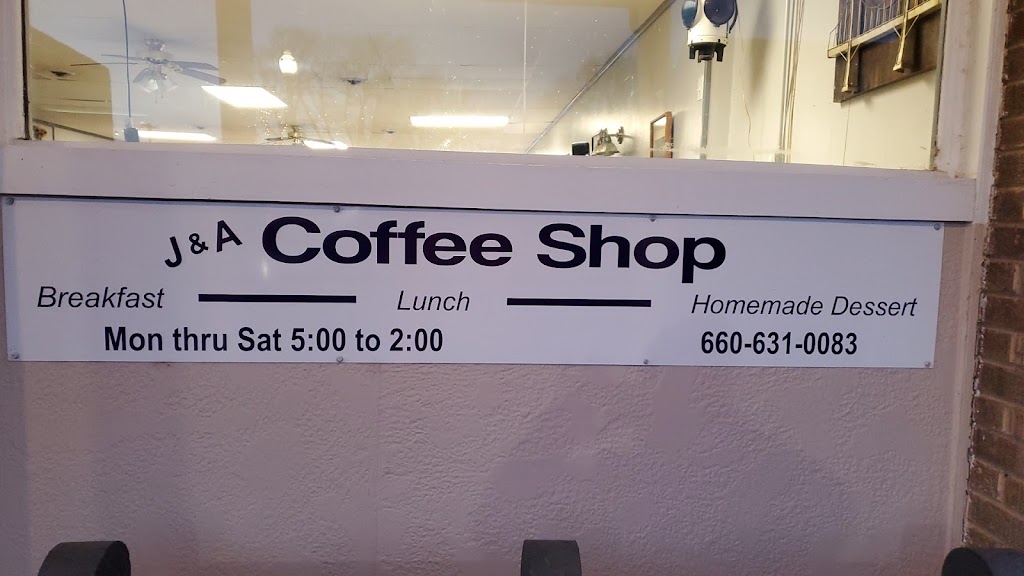 J & A Coffee Shop
Breakfast Lunch Homemade Dessert
Mon thru Sat 5:00 to 2:00 660-631-0083